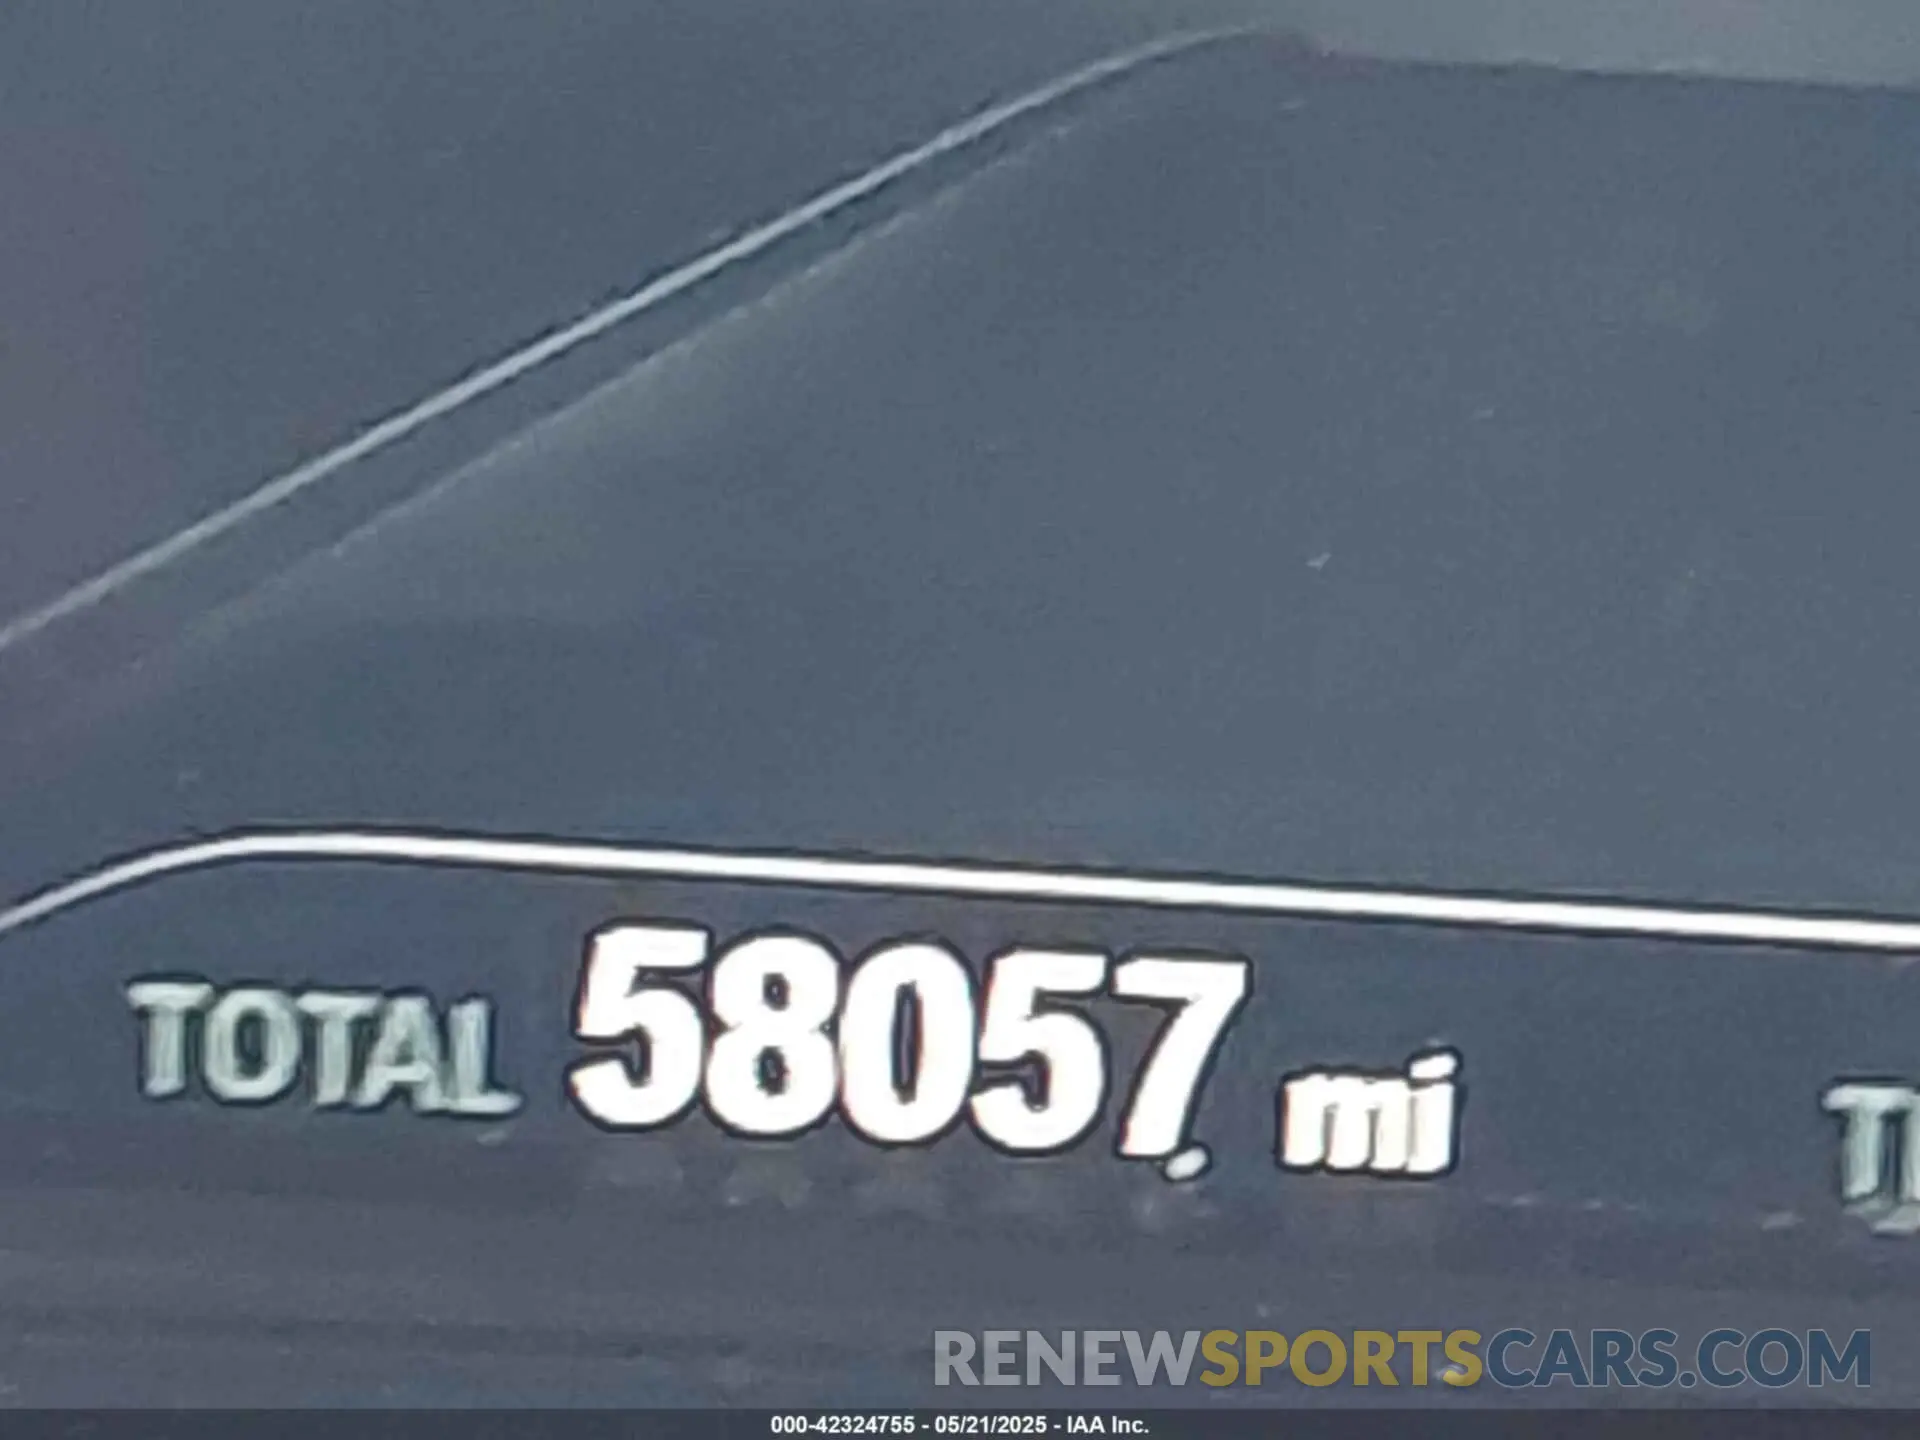 TOTAL 58057 mi
RENEWSPORTSCARS.COM
000-42324755 - 05/21/2025 - IAA Inc.